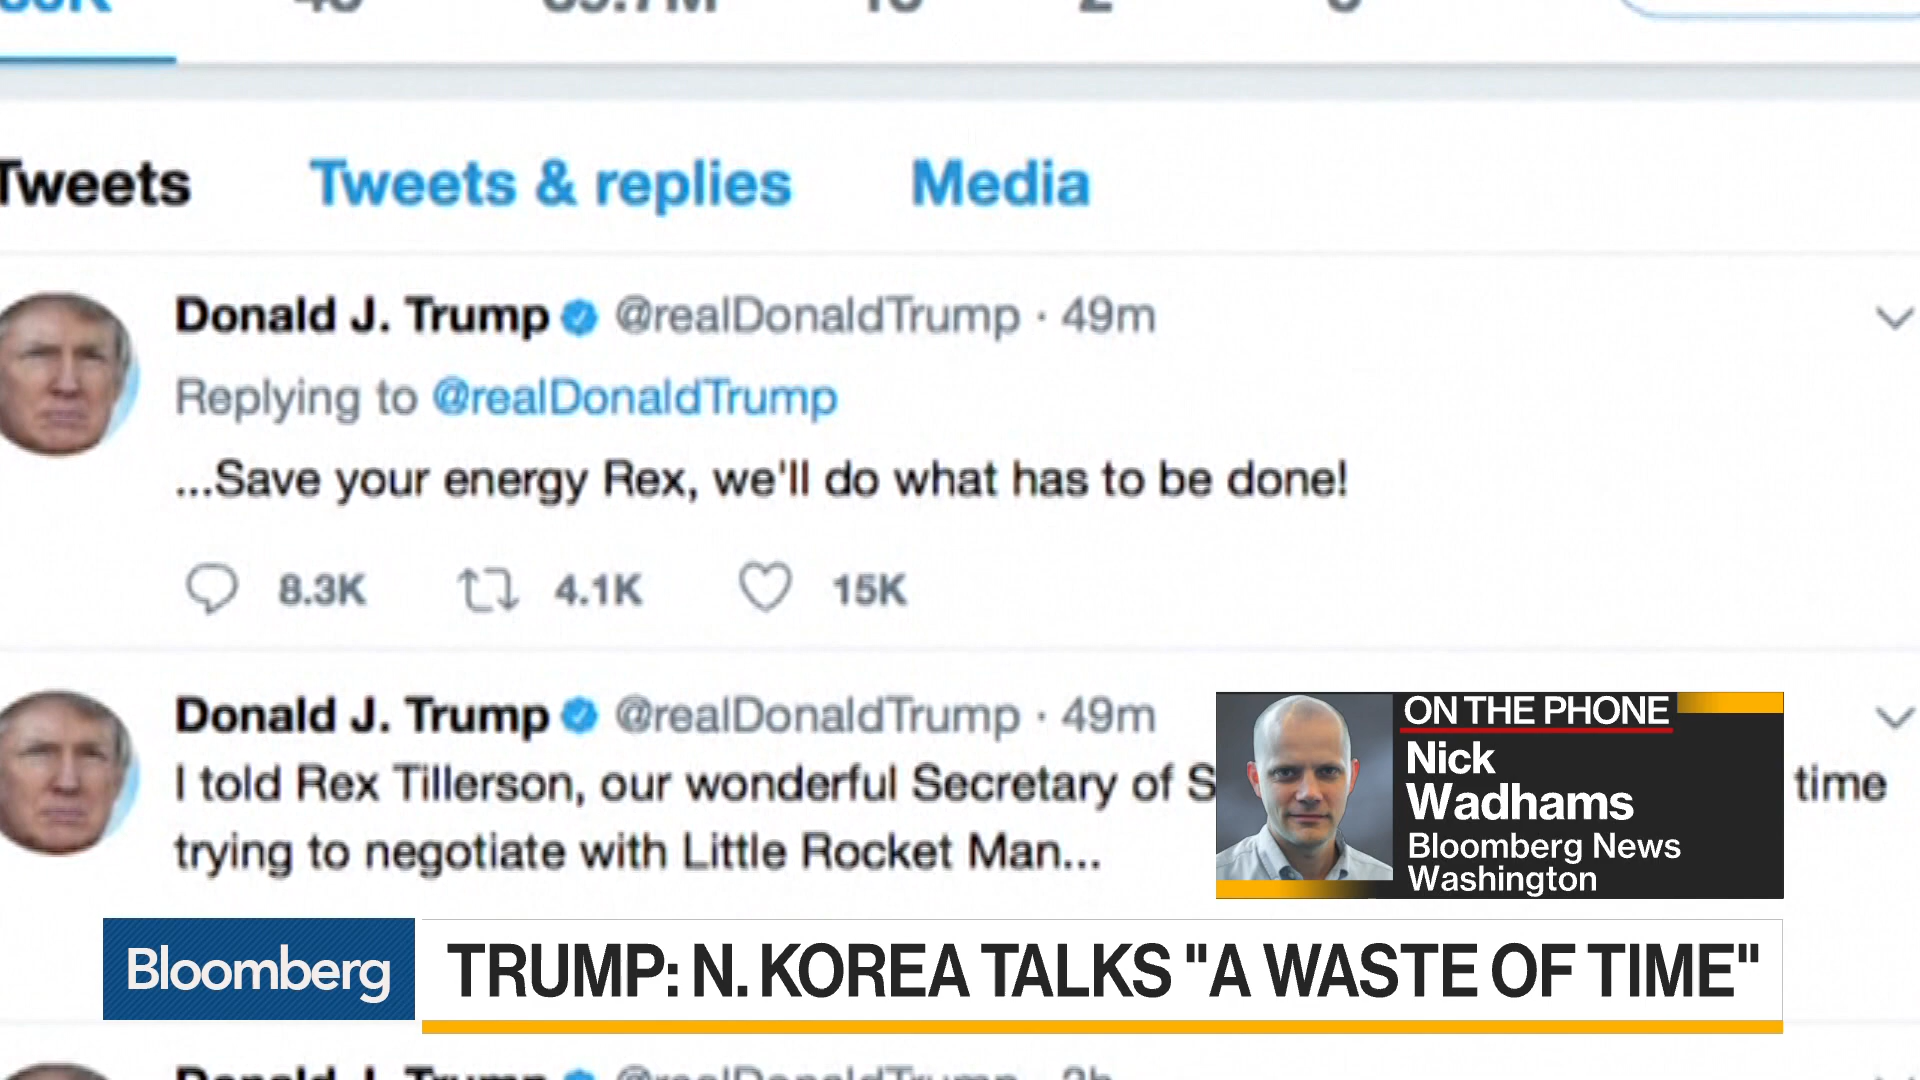 Tweets Tweets & replies Media
Donald J. Trump @realDonaldTrump · 49m
Replying to @realDonaldTrump
...Save your energy Rex, we'll do what has to be done!
8.3K 4.1K 15K
Donald J. Trump @realDonaldTrump · 49m
I told Rex Tillerson, our wonderful Secretary of S time
trying to negotiate with Little Rocket Man...
ON THE PHONE
Nick
Wadhams
Bloomberg News
Washington
Bloomberg
TRUMP: N. KOREA TALKS "A WASTE OF TIME"
Donald J. Trump @realDonaldTrump